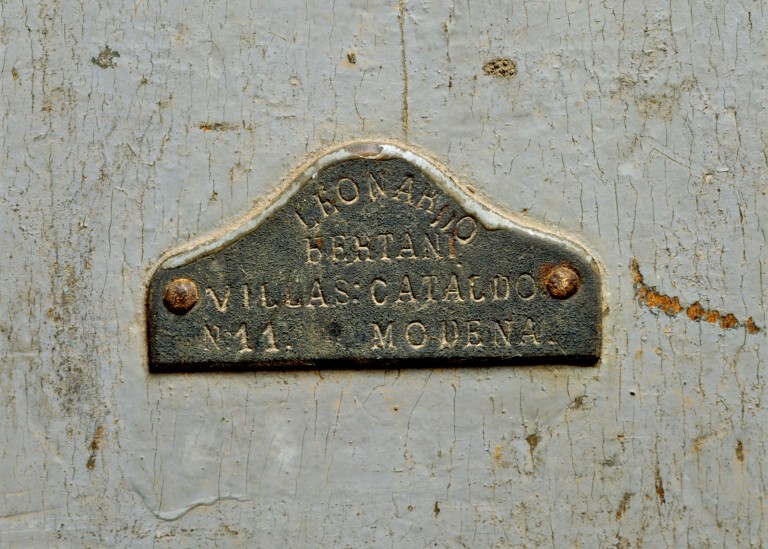 LEONARDO
BERTANI
VILLAS: CATALDO
N. 11. MODENA.